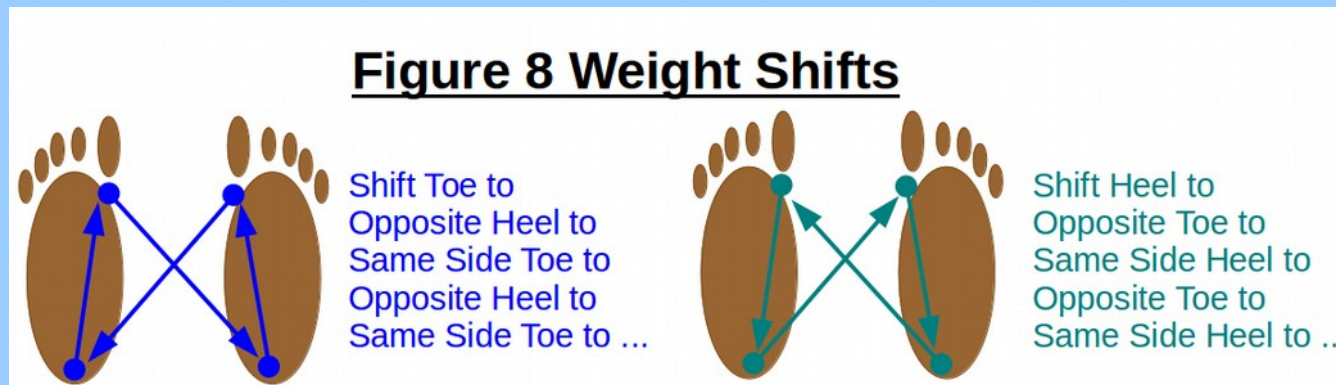 Figure 8 Weight Shifts
Shift Toe to
Opposite Heel to
Same Side Toe to
Opposite Heel to
Same Side Toe to ...
Shift Heel to
Opposite Toe to
Same Side Heel to
Opposite Toe to
Same Side Heel to ..